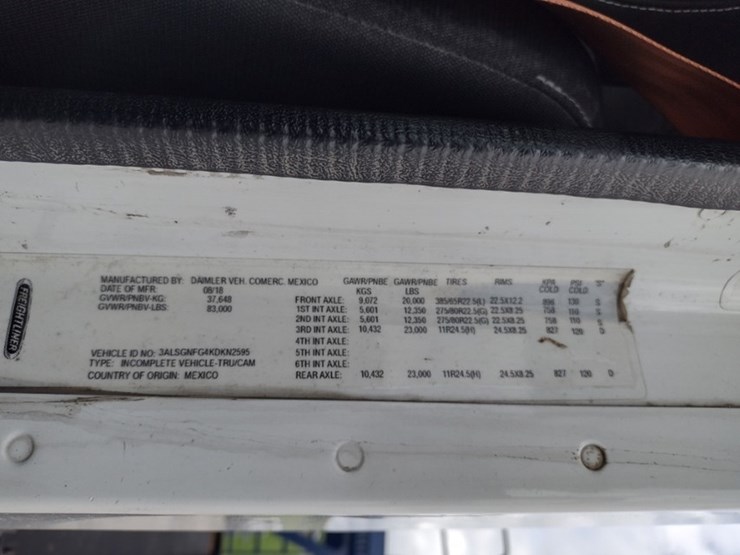 FREIGHTLINER
MANUFACTURED BY: DAIMLER VEH. COMERC. MEXICO
DATE OF MFR: 08/18
GVWR/PNBV-KG: 37,648
GVWR/PNBV-LBS: 83,000
VEHICLE ID NO: 3ALSGNFG4KDKN2595
TYPE: INCOMPLETE VEHICLE-TRU/CAM
COUNTRY OF ORIGIN: MEXICO
GAWR/PNBE GAWR/PNBE TIRES RIMS KPA PSI S
KGS LBS COLD COLD
FRONT AXLE: 9,072 20,000 385/65R22.5(L) 22.5X12.2 896 130 S
1ST INT AXLE: 5,601 12,350 275/80R22.5(G) 22.5X8.25 758 110 S
2ND INT AXLE: 5,601 12,350 275/80R22.5(G) 22.5X8.25 758 110 S
3RD INT AXLE: 10,432 23,000 11R24.5(H) 24.5X8.25 827 120 D
4TH INT AXLE:
5TH INT AXLE:
6TH INT AXLE:
REAR AXLE: 10,432 23,000 11R24.5(H) 24.5X8.25 827 120 D